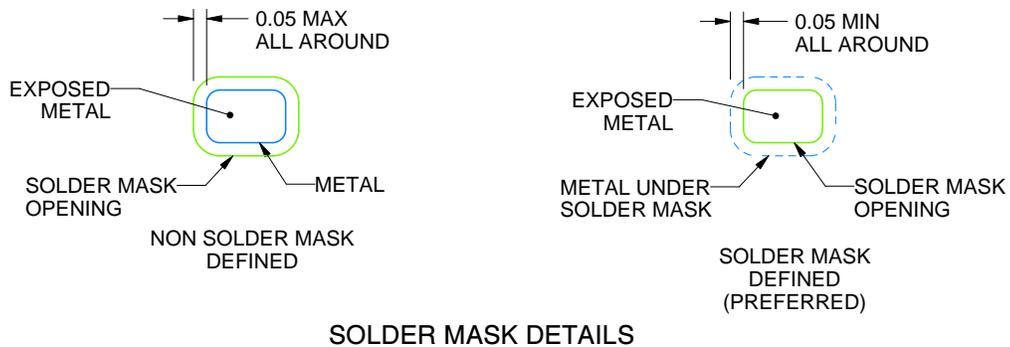 0.05 MAX
ALL AROUND
EXPOSED
METAL
SOLDER MASK
OPENING
METAL
NON SOLDER MASK
DEFINED
0.05 MIN
ALL AROUND
EXPOSED
METAL
METAL UNDER
SOLDER MASK
SOLDER MASK
OPENING
SOLDER MASK
DEFINED
(PREFERRED)
SOLDER MASK DETAILS